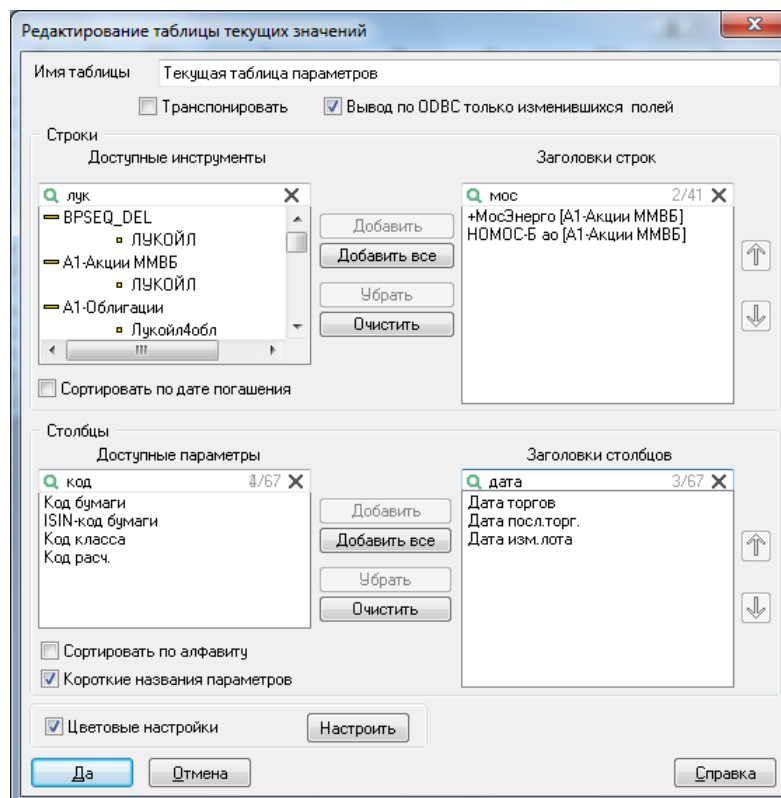 Редактирование таблицы текущих значений
Имя таблицы Текущая таблица параметров
Транспонировать Вывод по ODBC только изменившихся полей
Строки
Доступные инструменты Заголовки строк
лук
мос 2/41
BPSEQ_DEL
ЛУКОЙЛ
А1-Акции ММВБ
ЛУКОЙЛ
А1-Облигации
Лукойл4обл
Добавить
Добавить все
Убрать
Очистить
+МосЭнерго [А1-Акции ММВБ]
НОМОС-Б ао [А1-Акции ММВБ]
Сортировать по дате погашения
Столбцы
Доступные параметры Заголовки столбцов
код /67
дата 3/67
Код бумаги
ISIN-код бумаги
Код класса
Код расч.
Добавить
Добавить все
Убрать
Очистить
Дата торгов
Дата посл.торг.
Дата изм.лота
Сортировать по алфавиту
Короткие названия параметров
Цветовые настройки Настроить
Да Отмена Справка